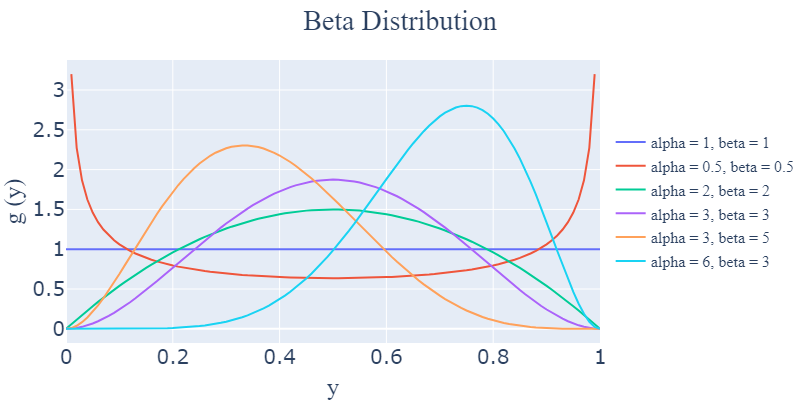 Beta Distribution
g (y)
3
2.5
2
1.5
1
0.5
0
0 0.2 0.4 0.6 0.8 1
y
alpha = 1, beta = 1
alpha = 0.5, beta = 0.5
alpha = 2, beta = 2
alpha = 3, beta = 3
alpha = 3, beta = 5
alpha = 6, beta = 3